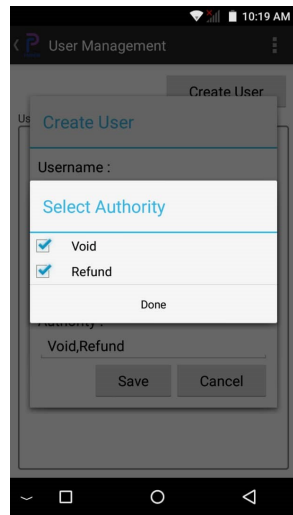 10:19 AM
User Management
Create User
Us
Create User
Username :
Select Authority
Void
Refund
Done
Authority :
Void,Refund
Save Cancel